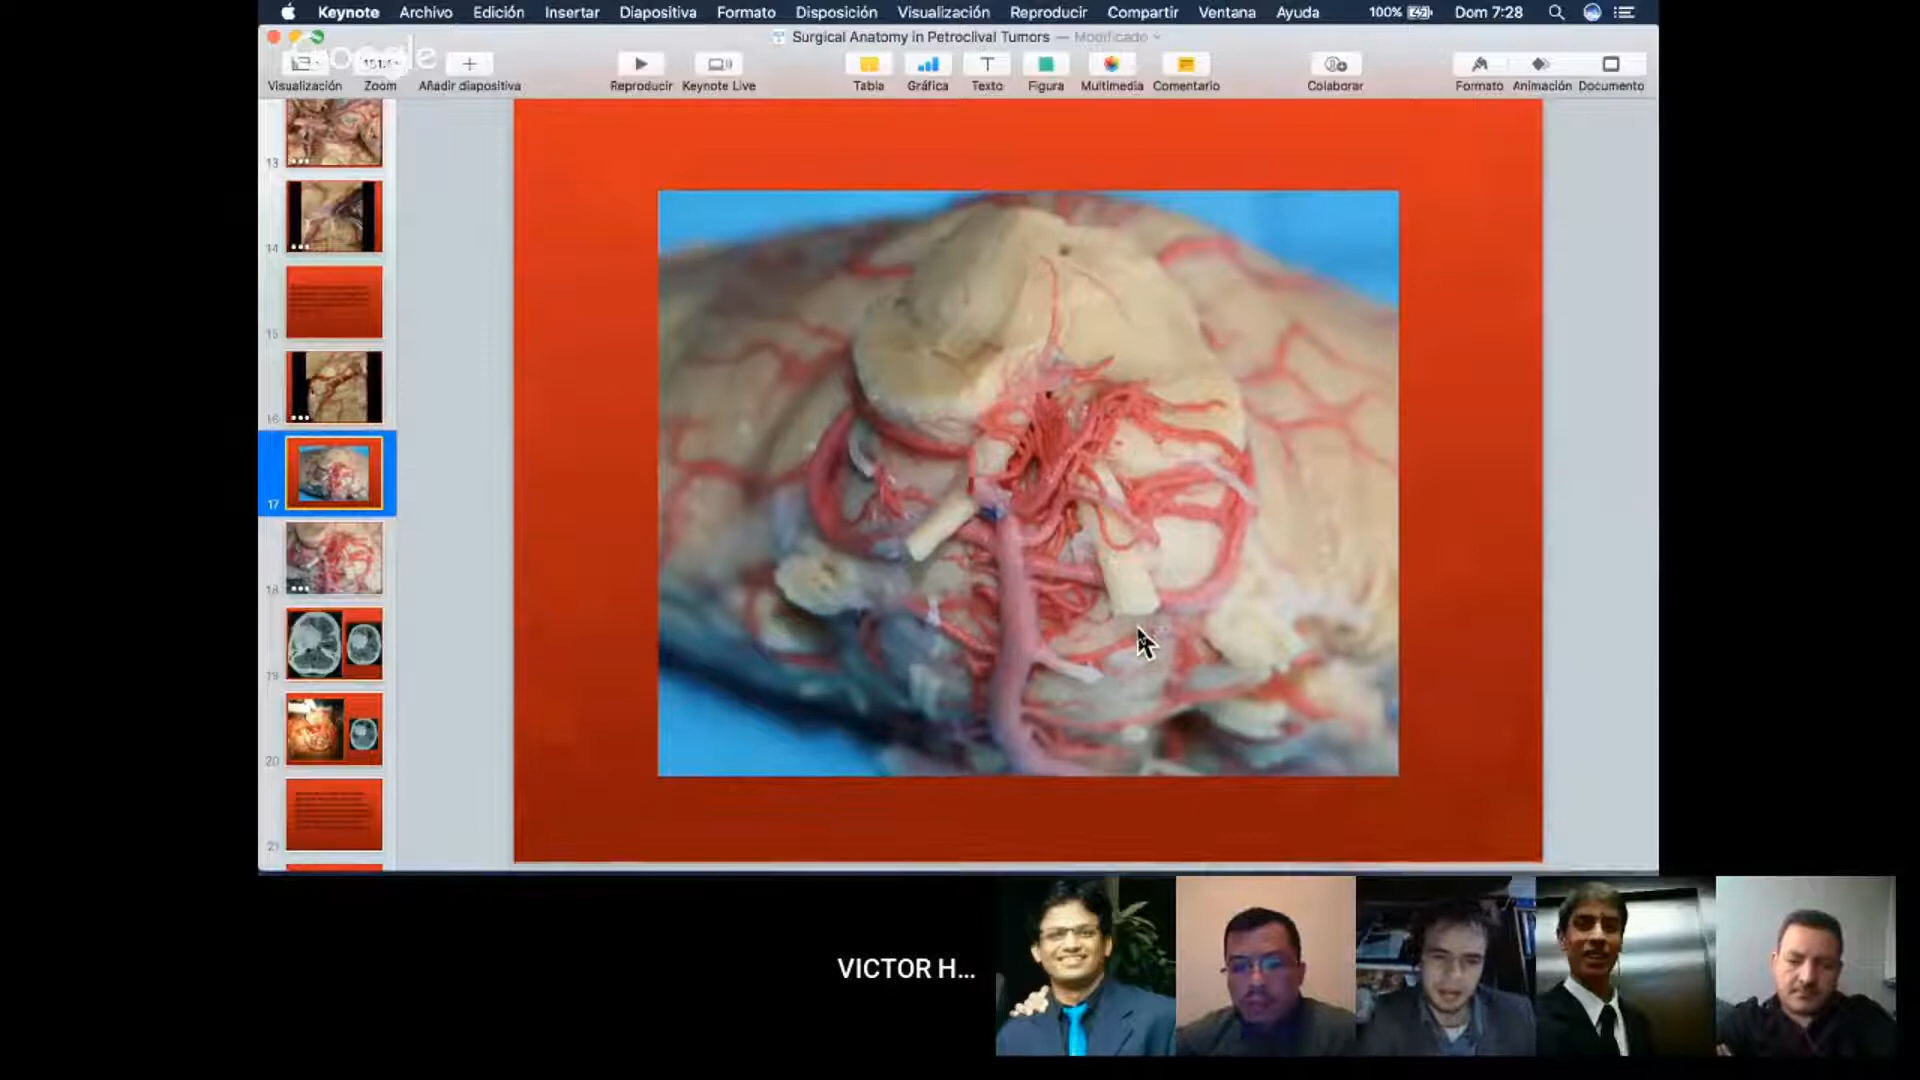 Keynote Archivo Edición Insertar Diapositiva Formato Disposición Visualización Reproducir Compartir Ventana Ayuda 100% Dom 7:28
Surgical Anatomy in Petroclival Tumors — Modificado
Google
Visualización Zoom Añadir diapositiva Reproducir Keynote Live Tabla Gráfica Texto Figura Multimedia Comentario Colaborar Formato Animación Documento
13
14
15
16
17
18
19
20
21
VICTOR H...